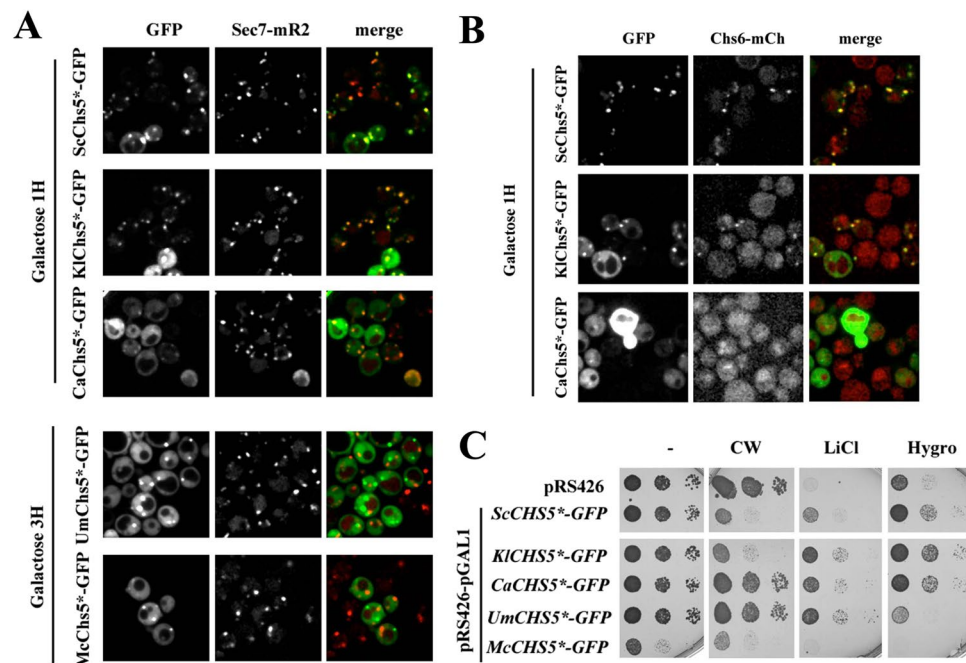 A
GFP Sec7-mR2 merge
Galactose 1H
ScChs5*-GFP
KlChs5*-GFP
CaChs5*-GFP
Galactose 3H
UmChs5*-GFP
McChs5*-GFP
B
GFP Chs6-mCh merge
Galactose 1H
ScChs5*-GFP
KlChs5*-GFP
CaChs5*-GFP
C
- CW LiCl Hygro
pRS426
pRS426-pGAL1
ScCHS5*-GFP
KlCHS5*-GFP
CaCHS5*-GFP
UmCHS5*-GFP
McCHS5*-GFP